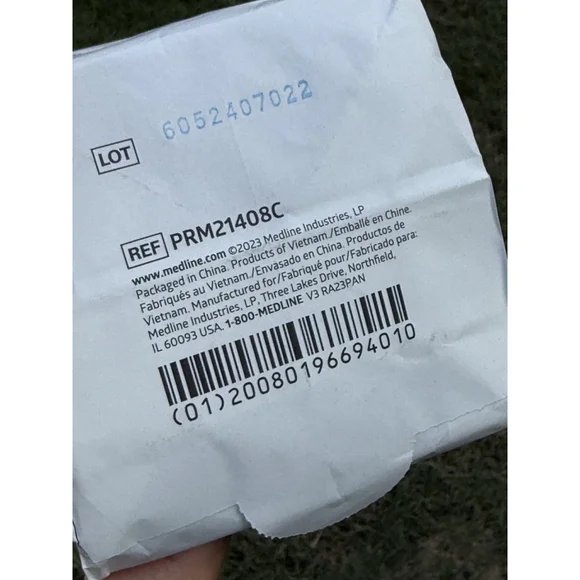 6052407022
LOT
REF PRM21408C
www.medline.com ©2023 Medline Industries, LP
Packaged in China. Products of Vietnam./Emballé en Chine.
Fabriqués au Vietnam./Envasado en China. Productos de
Vietnam. Manufactured for/Fabriqué pour/Fabricado para:
Medline Industries, LP, Three Lakes Drive, Northfield,
IL 60093 USA. 1-800-MEDLINE V3 RA23PAN
(01)20080196694010